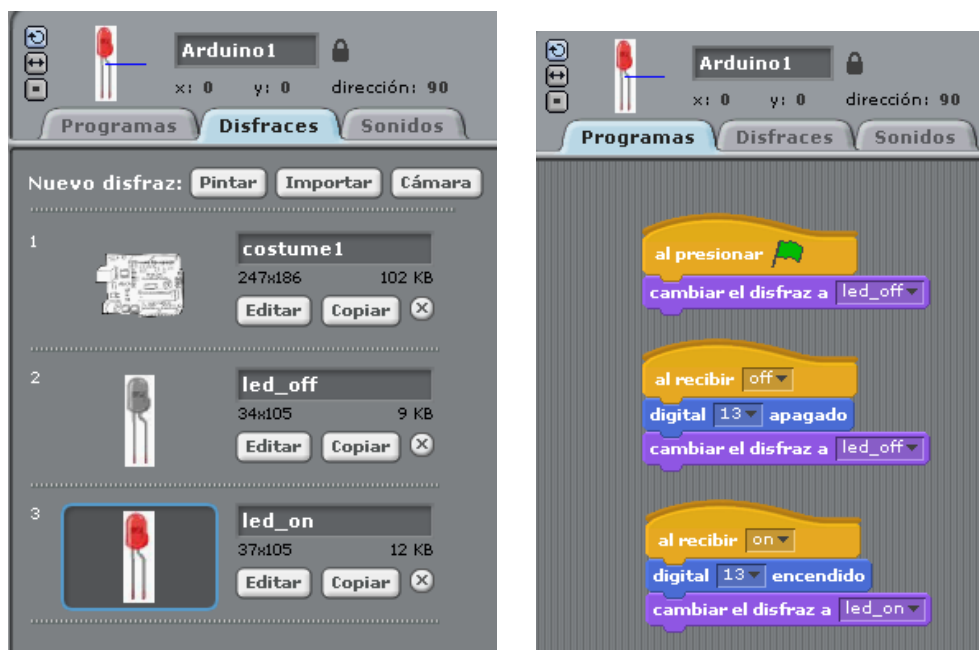 Arduino1
x: 0 y: 0 dirección: 90
Programas Disfraces Sonidos
Nuevo disfraz: Pintar Importar Cámara
1
costume1
247x186 102 KB
Editar Copiar
2
led_off
34x105 9 KB
Editar Copiar
3
led_on
37x105 12 KB
Editar Copiar
Arduino1
x: 0 y: 0 dirección: 90
Programas Disfraces Sonidos
al presionar
cambiar el disfraz a led_off
al recibir off
digital 13 apagado
cambiar el disfraz a led_off
al recibir on
digital 13 encendido
cambiar el disfraz a led_on